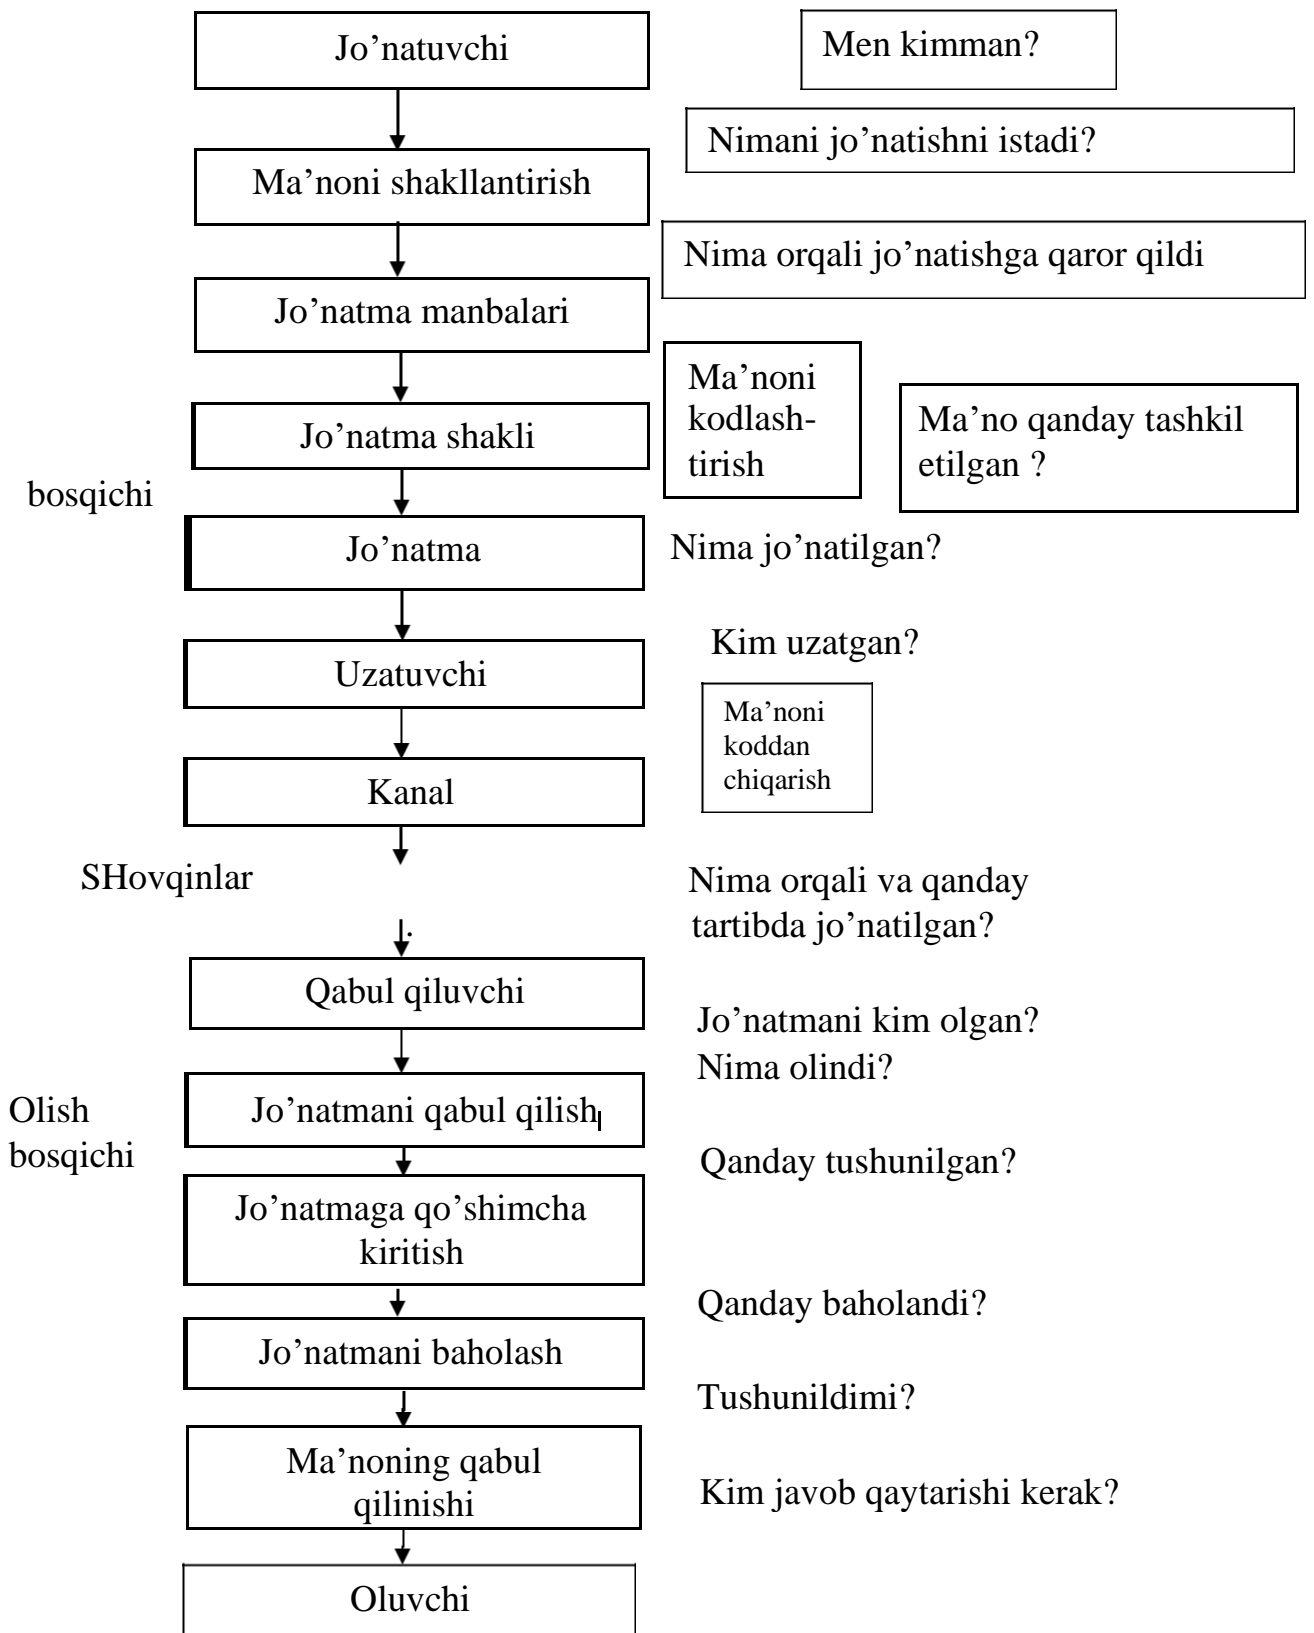 Jo’natuvchi
Men kimman?
Nimani jo’natishni istadi?
Ma’noni shakllantirish
Nima orqali jo’natishga qaror qildi
Jo’natma manbalari
Ma’noni
kodlash-
tirish
Ma’no qanday tashkil
etilgan ?
Jo’natma shakli
bosqichi
Jo’natma
Nima jo’natilgan?
Kim uzatgan?
Uzatuvchi
Ma’noni
koddan
chiqarish
Kanal
SHovqinlar
Nima orqali va qanday
tartibda jo’natilgan?
.
Qabul qiluvchi
Jo’natmani kim olgan?
Nima olindi?
Olish
bosqichi
Jo’natmani qabul qilish
Qanday tushunilgan?
Jo’natmaga qo’shimcha
kiritish
Qanday baholandi?
Jo’natmani baholash
Tushunildimi?
Ma’noning qabul
qilinishi
Kim javob qaytarishi kerak?
Oluvchi